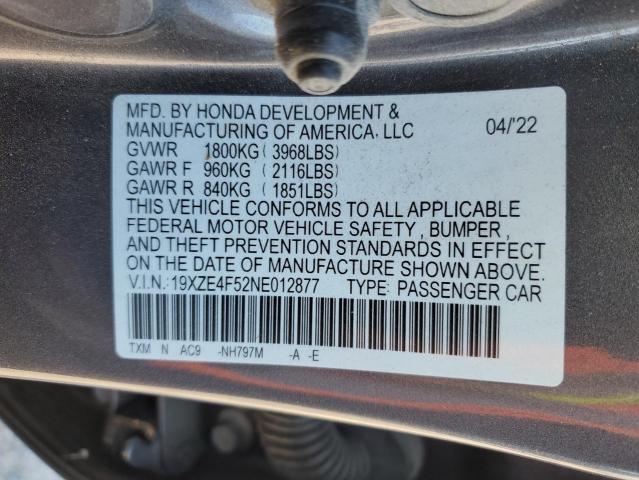 MFD. BY HONDA DEVELOPMENT &
MANUFACTURING OF AMERICA, LLC 04/'22
GVWR 1800KG ( 3968LBS)
GAWR F 960KG ( 2116LBS)
GAWR R 840KG ( 1851LBS)
THIS VEHICLE CONFORMS TO ALL APPLICABLE
FEDERAL MOTOR VEHICLE SAFETY , BUMPER ,
AND THEFT PREVENTION STANDARDS IN EFFECT
ON THE DATE OF MANUFACTURE SHOWN ABOVE.
V.I.N.: 19XZE4F52NE012877 TYPE: PASSENGER CAR
TXM N AC9 -NH797M -A -E